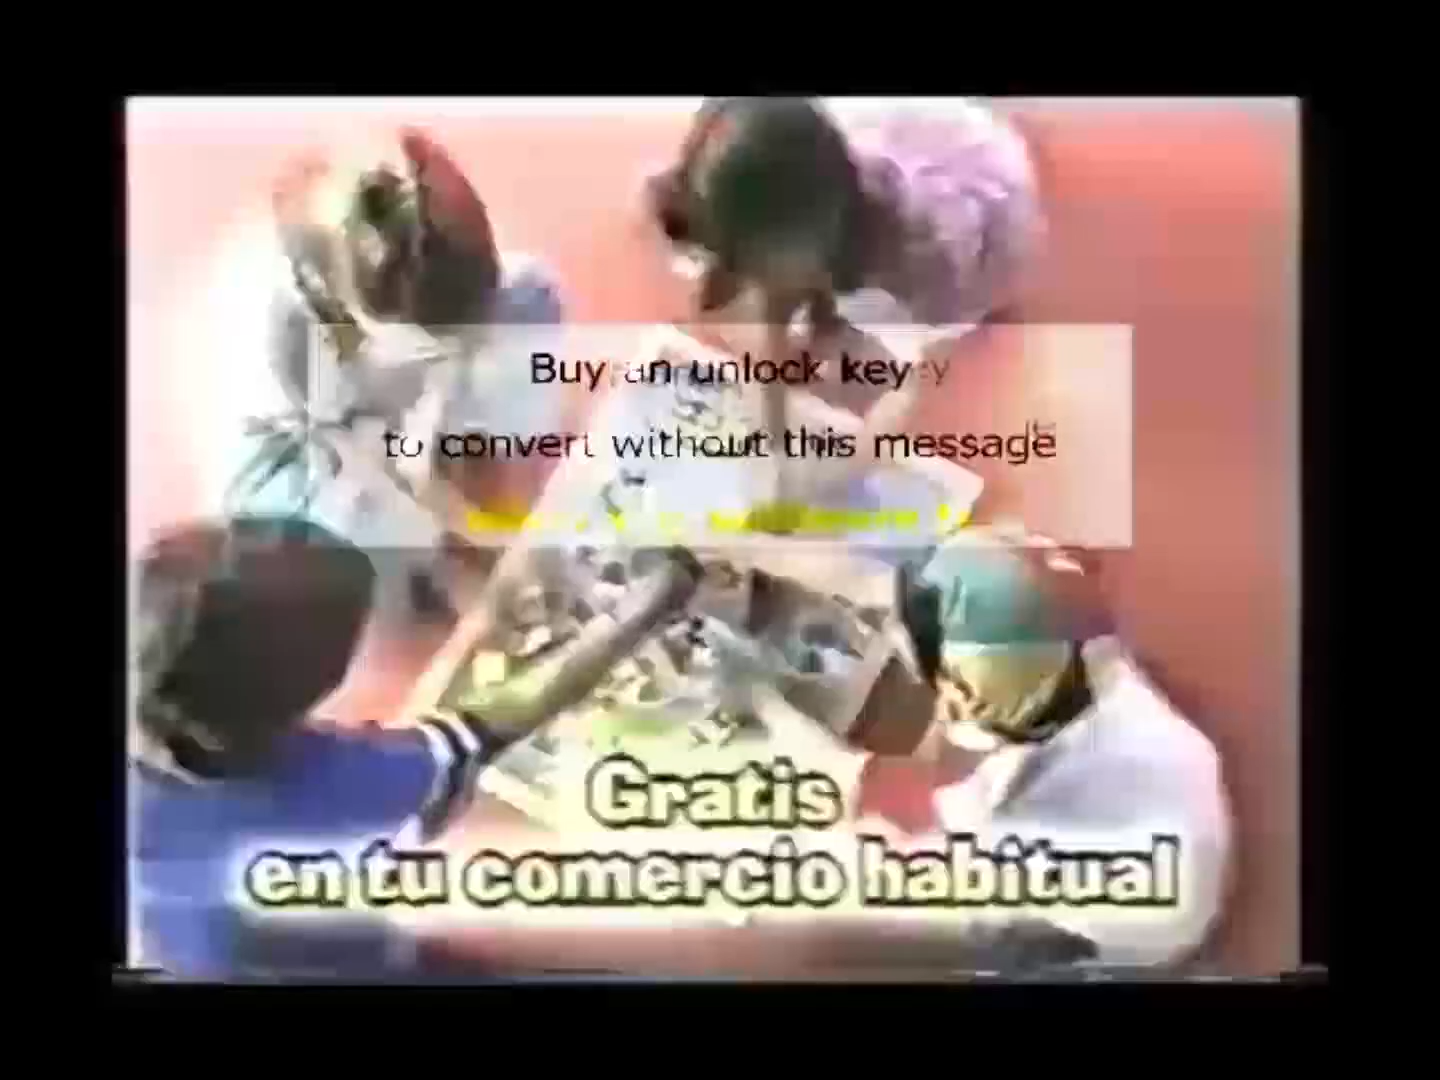 Buy an unlock key
to convert without this message
Gratis
en tu comercio habitual